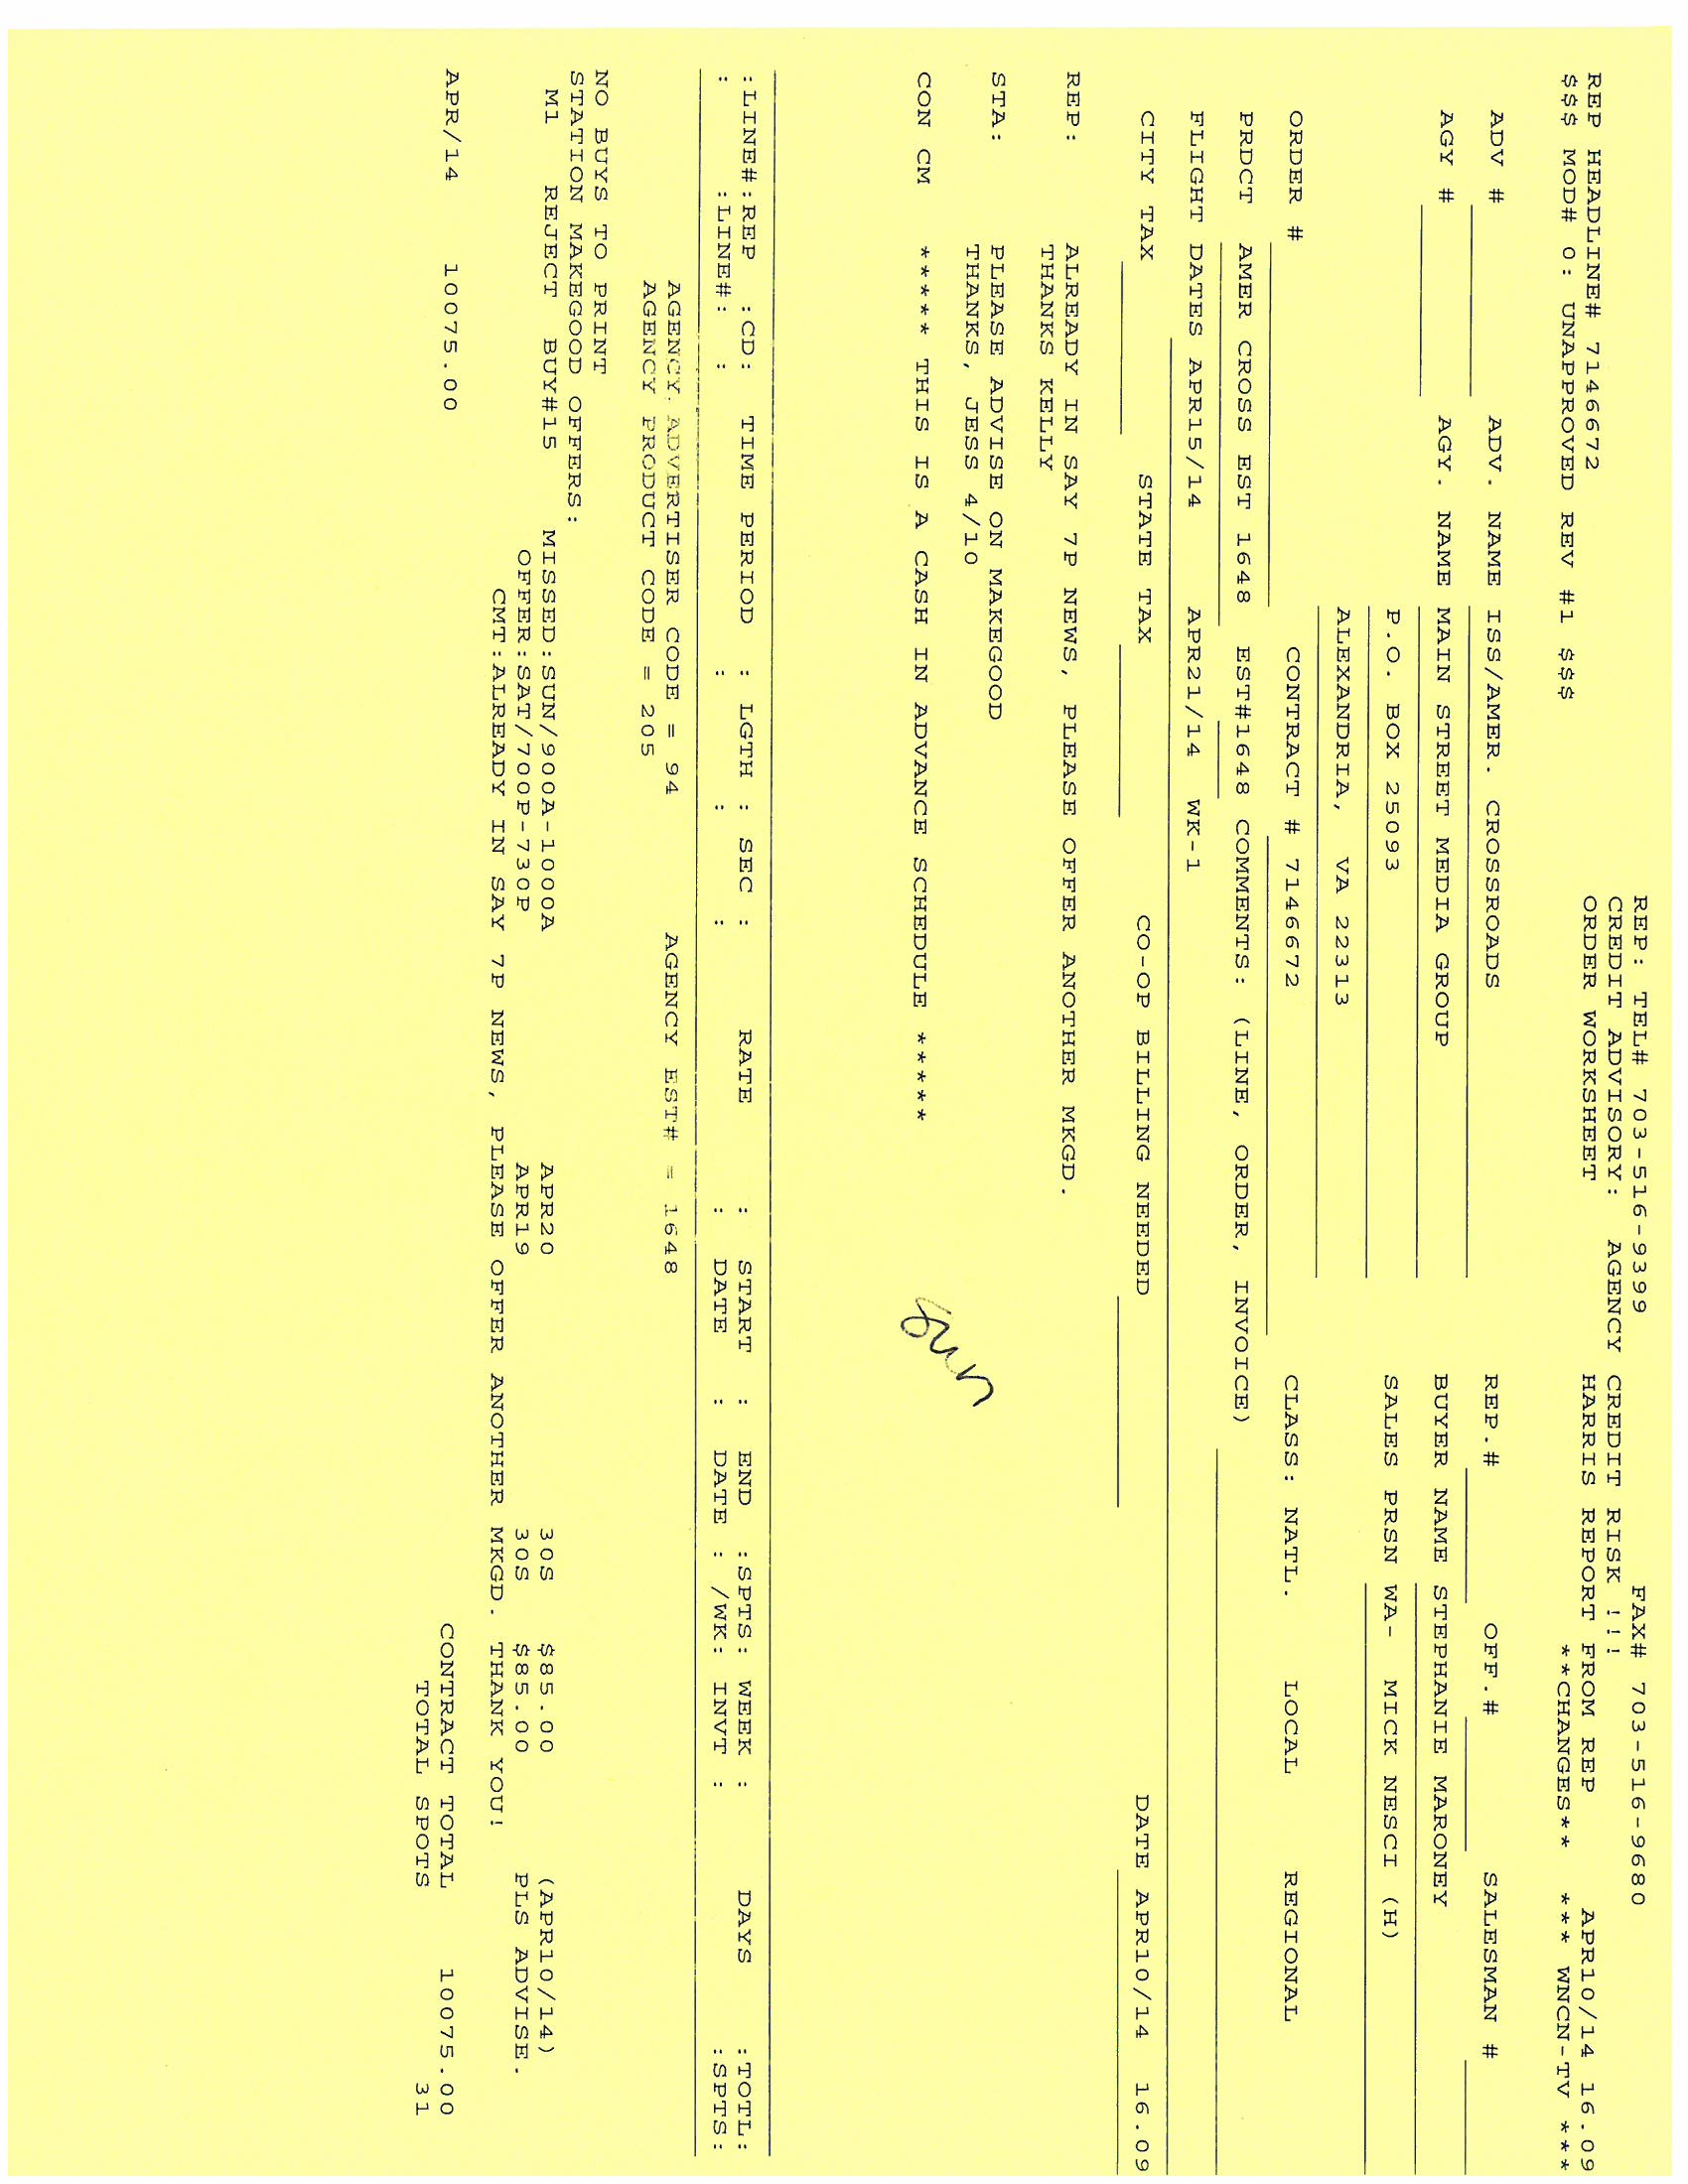 REP: TEL# 703-516-9399 FAX# 703-516-9680
CREDIT ADVISORY: AGENCY CREDIT RISK !!!
REP HEADLINE# 7146672 ORDER WORKSHEET HARRIS REPORT FROM REP APR10/14 16.09
$$$ MOD# 0: UNAPPROVED REV #1 $$$ **CHANGES** *** WNCN-TV ***
ADV # ADV. NAME ISS/AMER. CROSSROADS REP.# OFF.# SALESMAN #
AGY # AGY. NAME MAIN STREET MEDIA GROUP BUYER NAME STEPHANIE MARONEY
P.O. BOX 25093 SALES PRSN WA- MICK NESCI (H)
ALEXANDRIA, VA 22313
ORDER # CONTRACT # 7146672 CLASS: NATL. LOCAL REGIONAL
PRDCT AMER CROSS EST 1648 EST#1648 COMMENTS: (LINE, ORDER, INVOICE)
FLIGHT DATES APR15/14 APR21/14 WK-1
CITY TAX STATE TAX CO-OP BILLING NEEDED DATE APR10/14 16.09
REP: ALREADY IN SAY 7P NEWS, PLEASE OFFER ANOTHER MKGD.
THANKS KELLY
STA: PLEASE ADVISE ON MAKEGOOD
THANKS, JESS 4/10
CON CM ***** THIS IS A CASH IN ADVANCE SCHEDULE *****
:LINE#:REP :CD: TIME PERIOD : LGTH : SEC : RATE : START : END :SPTS: WEEK : DAYS :TOTL:
: :LINE#: : : : : : DATE : DATE : /WK: INVT : :SPTS:
AGENCY ADVERTISER CODE = 94 AGENCY EST# = 1648
AGENCY PRODUCT CODE = 205
NO BUYS TO PRINT
STATION MAKEGOOD OFFERS:
M1 REJECT BUY#15 MISSED:SUN/900A-1000A APR20 30S $85.00 (APR10/14)
OFFER:SAT/700P-730P APR19 30S $85.00 PLS ADVISE.
CMT:ALREADY IN SAY 7P NEWS, PLEASE OFFER ANOTHER MKGD. THANK YOU!
APR/14 10075.00 CONTRACT TOTAL 10075.00
TOTAL SPOTS 31